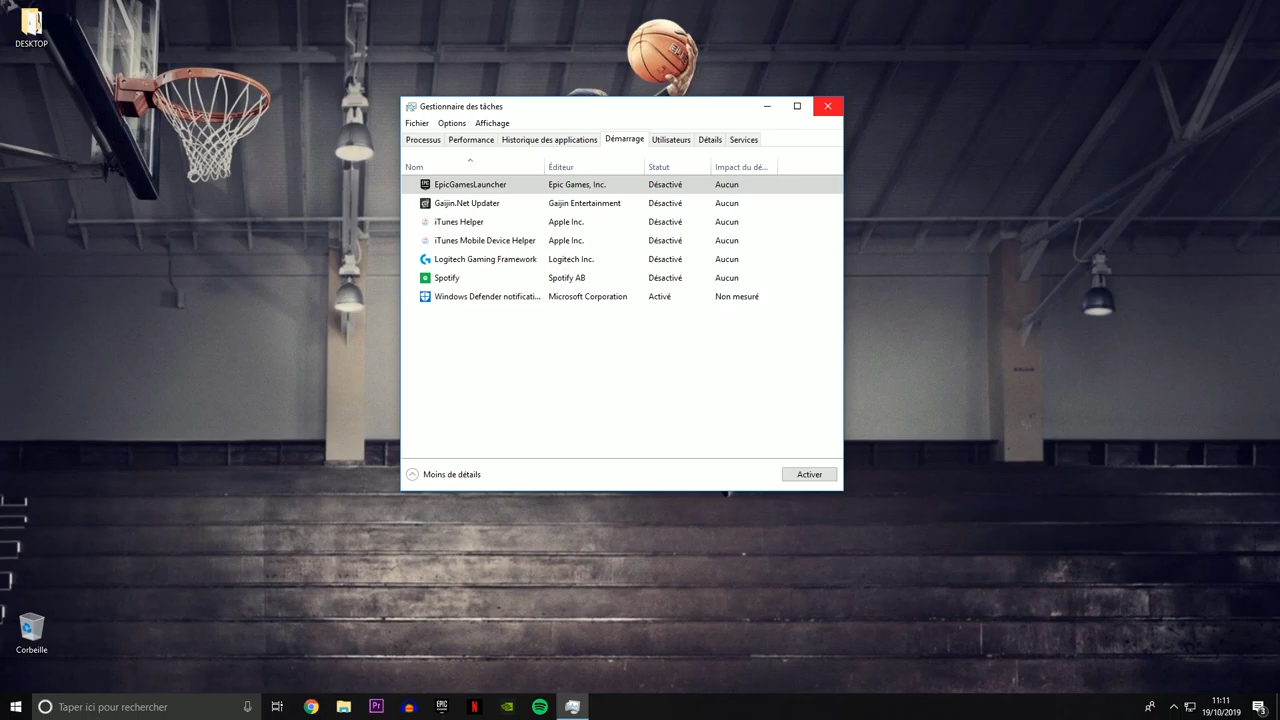 DESKTOP
Gestionnaire des tâches
Fichier Options Affichage
Processus Performance Historique des applications Démarrage Utilisateurs Détails Services
Nom Éditeur Statut Impact du dé...
EpicGamesLauncher Epic Games, Inc. Désactivé Aucun
Gaijin.Net Updater Gaijin Entertainment Désactivé Aucun
iTunes Helper Apple Inc. Désactivé Aucun
iTunes Mobile Device Helper Apple Inc. Désactivé Aucun
Logitech Gaming Framework Logitech Inc. Désactivé Aucun
Spotify Spotify AB Désactivé Aucun
Windows Defender notificati... Microsoft Corporation Activé Non mesuré
Moins de détails Activer
Corbeille
Taper ici pour rechercher
Pr
EPIC
N
11:11
19/10/2019